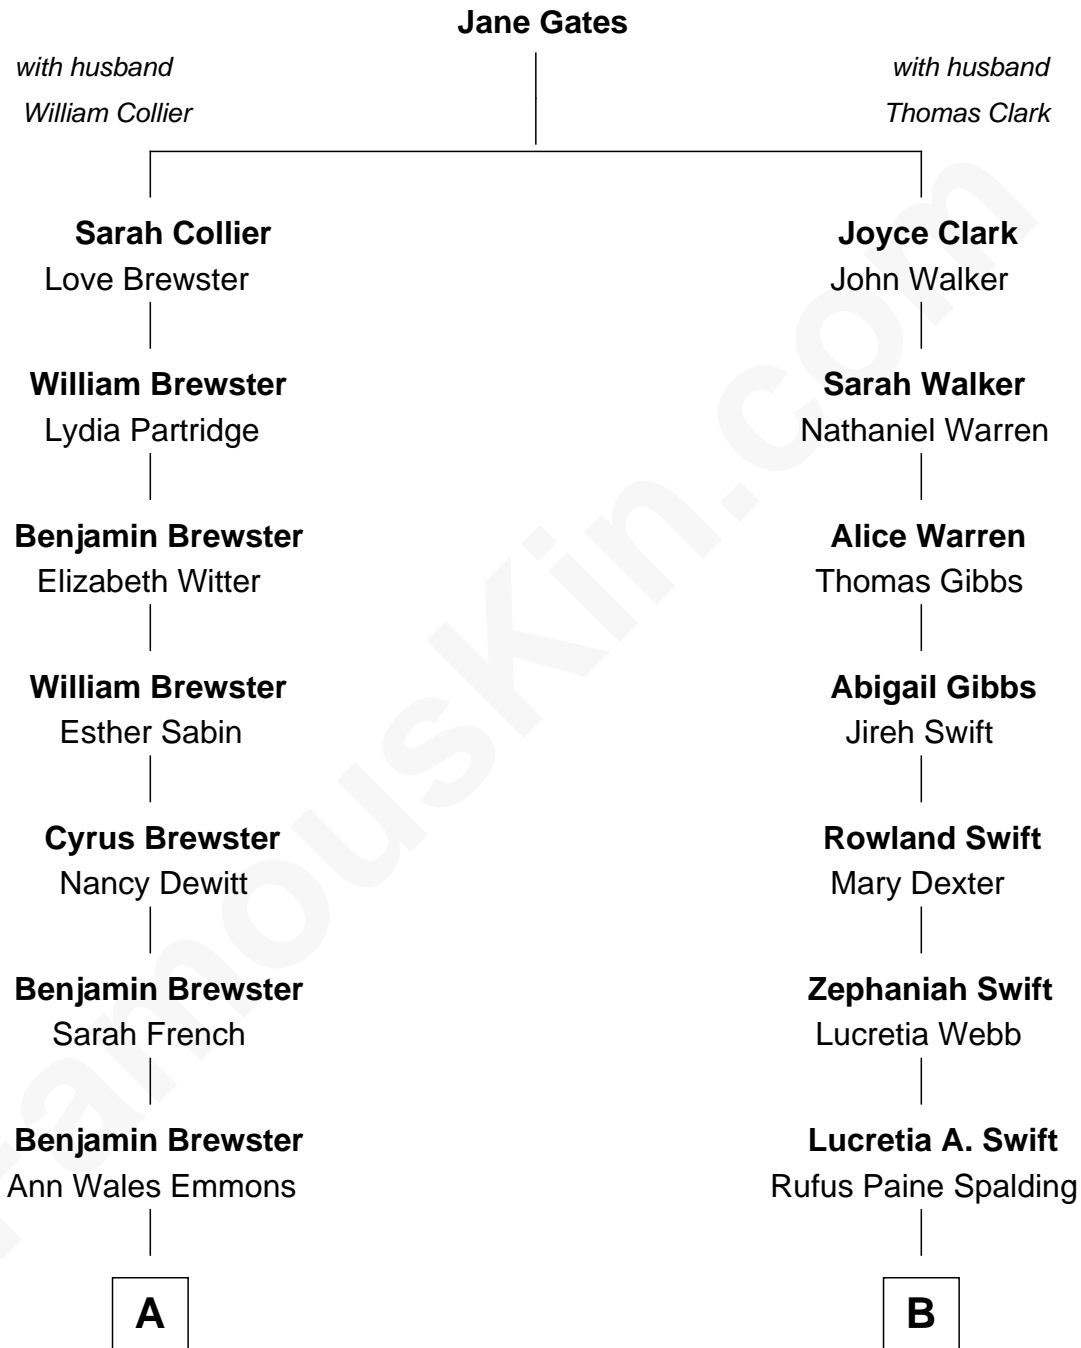 Jane Gates
with husband
William Collier
with husband
Thomas Clark
Sarah Collier
Love Brewster
Joyce Clark
John Walker
William Brewster
Lydia Partridge
Sarah Walker
Nathaniel Warren
Benjamin Brewster
Elizabeth Witter
Alice Warren
Thomas Gibbs
William Brewster
Esther Sabin
Abigail Gibbs
Jireh Swift
Cyrus Brewster
Nancy Dewitt
Rowland Swift
Mary Dexter
Benjamin Brewster
Sarah French
Zephaniah Swift
Lucretia Webb
Benjamin Brewster
Ann Wales Emmons
Lucretia A. Swift
Rufus Paine Spalding
A
B
FamousKin.com